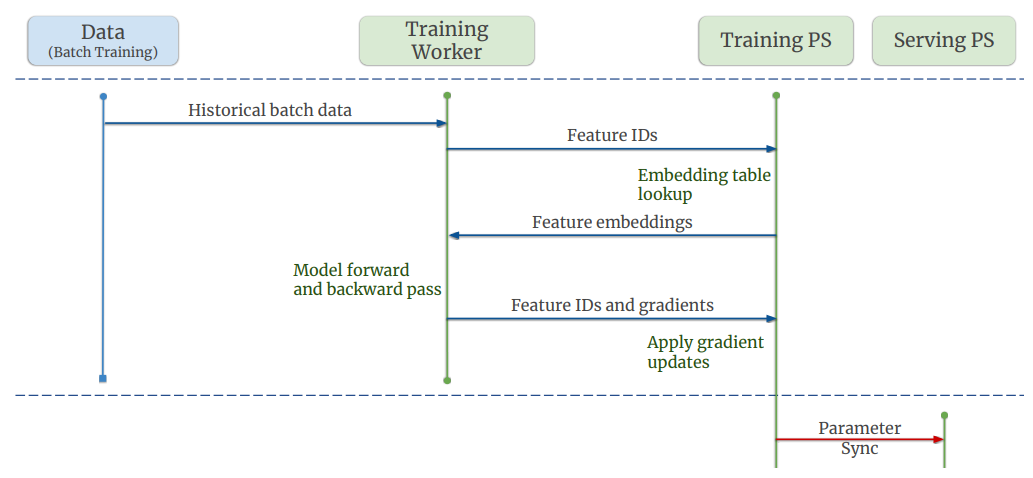 Data
(Batch Training)
Training
Worker
Training PS
Serving PS
Historical batch data
Feature IDs
Embedding table
lookup
Feature embeddings
Model forward
and backward pass
Feature IDs and gradients
Apply gradient
updates
Parameter
Sync